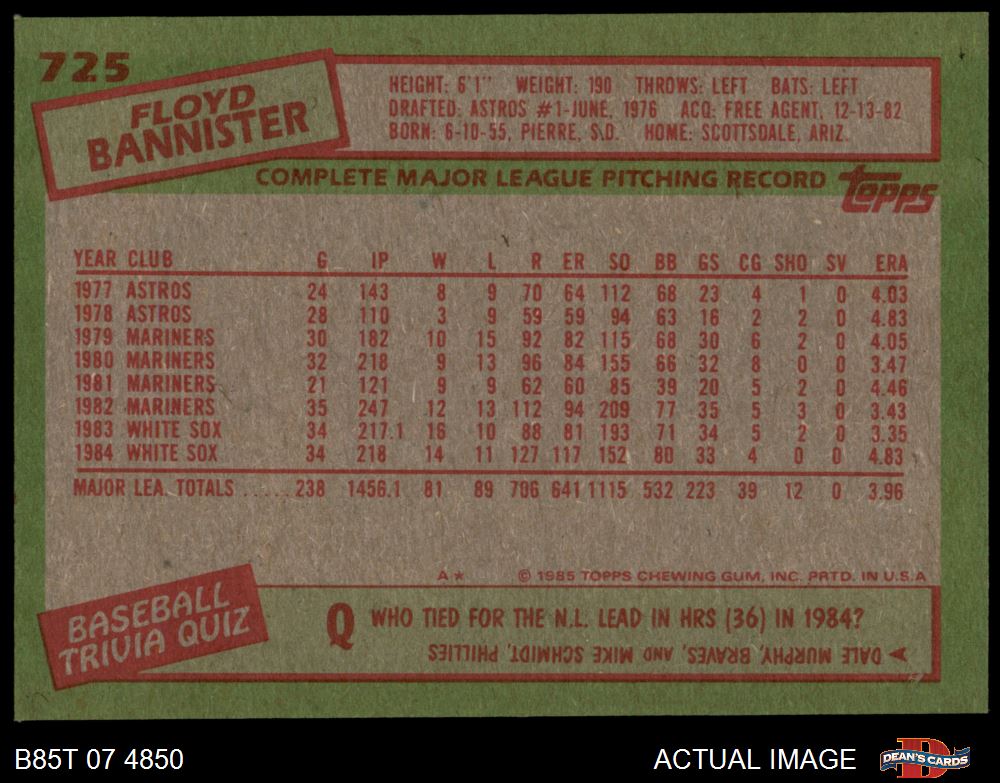 725
FLOYD
BANNISTER
HEIGHT: 6'1" WEIGHT: 190 THROWS: LEFT BATS: LEFT
DRAFTED: ASTROS #1-JUNE, 1976 ACQ: FREE AGENT, 12-13-82
BORN: 6-10-55, PIERRE, S.D. HOME: SCOTTSDALE, ARIZ.
COMPLETE MAJOR LEAGUE PITCHING RECORD
topps
YEAR CLUB G IP W L R ER SO BB GS CG SHO SV ERA
1977 ASTROS 24 143 8 9 70 64 112 68 23 4 1 0 4.03
1978 ASTROS 28 110 3 9 59 59 94 63 16 2 2 0 4.83
1979 MARINERS 30 182 10 15 92 82 115 68 30 6 2 0 4.05
1980 MARINERS 32 218 9 13 96 84 155 66 32 8 0 0 3.47
1981 MARINERS 21 121 9 9 62 60 85 39 20 5 2 0 4.46
1982 MARINERS 35 247 12 13 112 94 209 77 35 5 3 0 3.43
1983 WHITE SOX 34 217.1 16 10 88 81 193 71 34 5 2 0 3.35
1984 WHITE SOX 34 218 14 11 127 117 152 80 33 4 0 0 4.83
MAJOR LEA. TOTALS ...... 238 1456.1 81 89 706 641 1115 532 223 39 12 0 3.96
A* © 1985 TOPPS CHEWING GUM, INC. PRTD. IN U.S.A
BASEBALL
TRIVIA QUIZ
Q WHO TIED FOR THE N.L. LEAD IN HRS (36) IN 1984?
A DALE MURPHY, BRAVES, AND MIKE SCHMIDT, PHILLIES
B85T 07 4850
ACTUAL IMAGE
DEAN'S CARDS